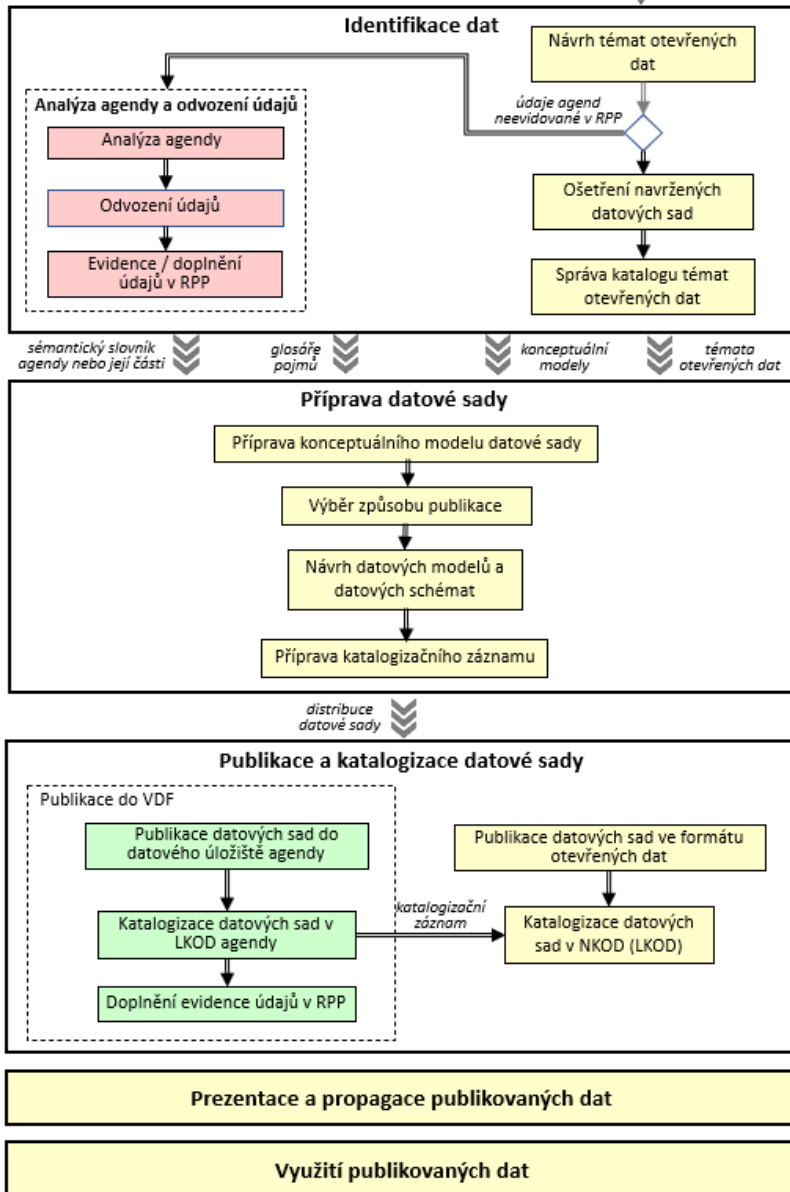 Identifikace dat
Návrh témat otevřených
dat
údaje agend
neevidované v RPP
Analýza agendy a odvození údajů
Analýza agendy
Odvození údajů
Evidence / doplnění
údajů v RPP
Ošetření navržených
datových sad
Správa katalogu témat
otevřených dat
sémantický slovník
agendy nebo její části
glosáře
pojmů
konceptuální
modely
témata
otevřených dat
Příprava datové sady
Příprava konceptuálního modelu datové sady
Výběr způsobu publikace
Návrh datových modelů a
datových schémat
Příprava katalogizačního záznamu
distribuce
datové sady
Publikace a katalogizace datové sady
Publikace do VDF
Publikace datových sad do
datového úložiště agendy
Katalogizace datových sad v
LKOD agendy
Doplnění evidence údajů v RPP
katalogizační
záznam
Publikace datových sad ve formátu
otevřených dat
Katalogizace datových
sad v NKOD (LKOD)
Prezentace a propagace publikovaných dat
Využití publikovaných dat